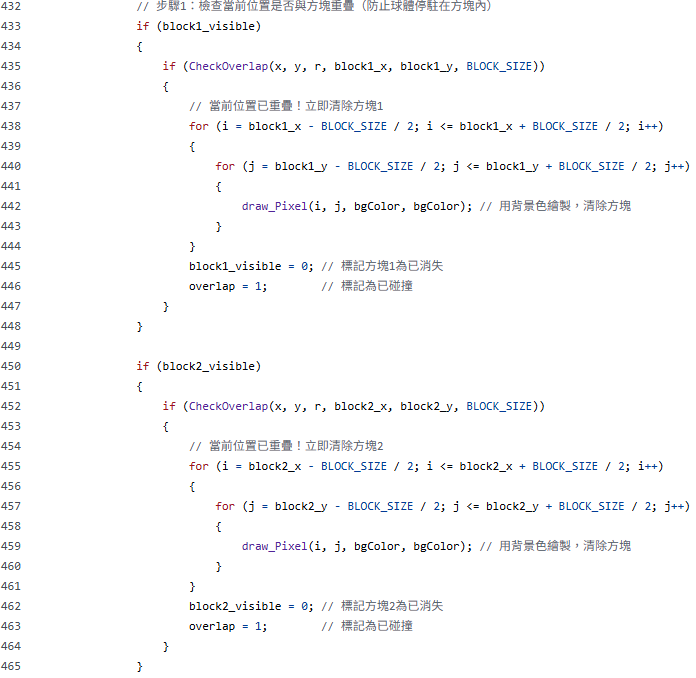 432 // 步驟1：檢查當前位置是否與方塊重疊（防止球體停駐在方塊內）
433 if (block1_visible)
434 {
435 if (CheckOverlap(x, y, r, block1_x, block1_y, BLOCK_SIZE))
436 {
437 // 當前位置已重疊！立即清除方塊1
438 for (i = block1_x - BLOCK_SIZE / 2; i <= block1_x + BLOCK_SIZE / 2; i++)
439 {
440 for (j = block1_y - BLOCK_SIZE / 2; j <= block1_y + BLOCK_SIZE / 2; j++)
441 {
442 draw_Pixel(i, j, bgColor, bgColor); // 用背景色繪製，清除方塊
443 }
444 }
445 block1_visible = 0; // 標記方塊1為已消失
446 overlap = 1; // 標記為已碰撞
447 }
448 }
449
450 if (block2_visible)
451 {
452 if (CheckOverlap(x, y, r, block2_x, block2_y, BLOCK_SIZE))
453 {
454 // 當前位置已重疊！立即清除方塊2
455 for (i = block2_x - BLOCK_SIZE / 2; i <= block2_x + BLOCK_SIZE / 2; i++)
456 {
457 for (j = block2_y - BLOCK_SIZE / 2; j <= block2_y + BLOCK_SIZE / 2; j++)
458 {
459 draw_Pixel(i, j, bgColor, bgColor); // 用背景色繪製，清除方塊
460 }
461 }
462 block2_visible = 0; // 標記方塊2為已消失
463 overlap = 1; // 標記為已碰撞
464 }
465 }